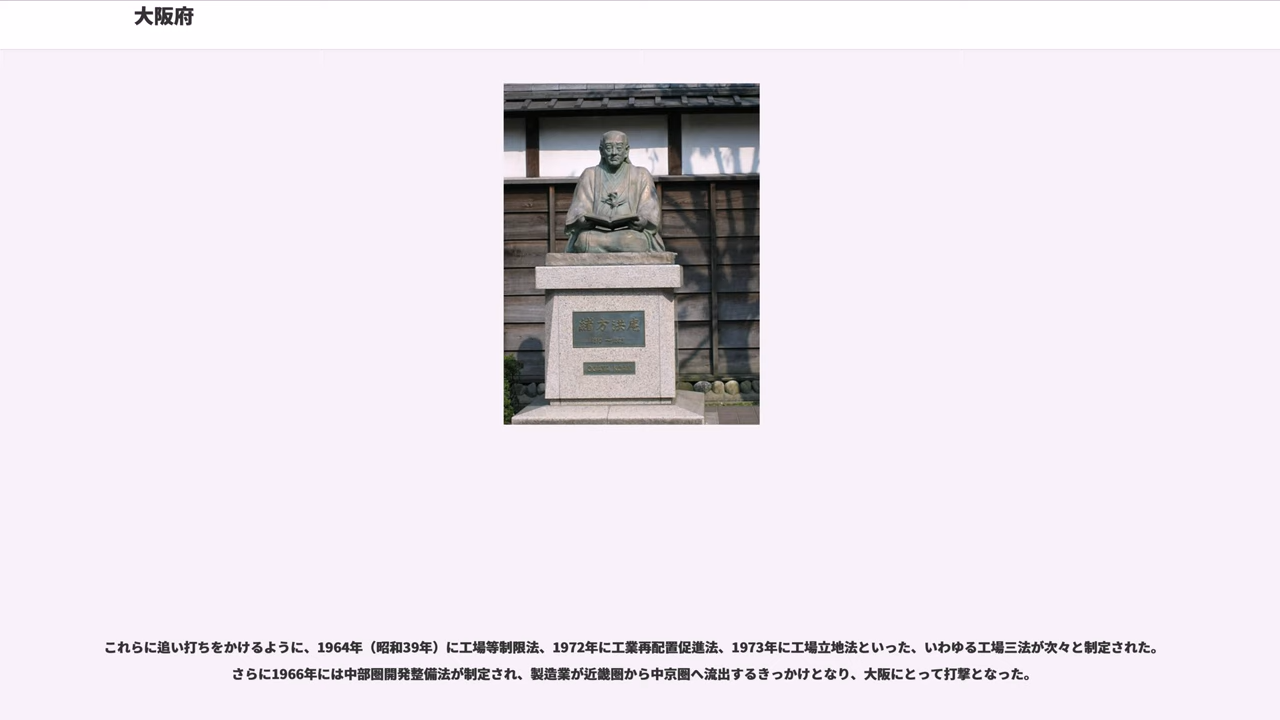 大阪府
緒方洪庵
これらに追い打ちをかけるように、1964年（昭和39年）に工場等制限法、1972年に工業再配置促進法、1973年に工場立地法といった、いわゆる工場三法が次々と制定された。
さらに1966年には中部圏開発整備法が制定され、製造業が近畿圏から中京圏へ流出するきっかけとなり、大阪にとって打撃となった。